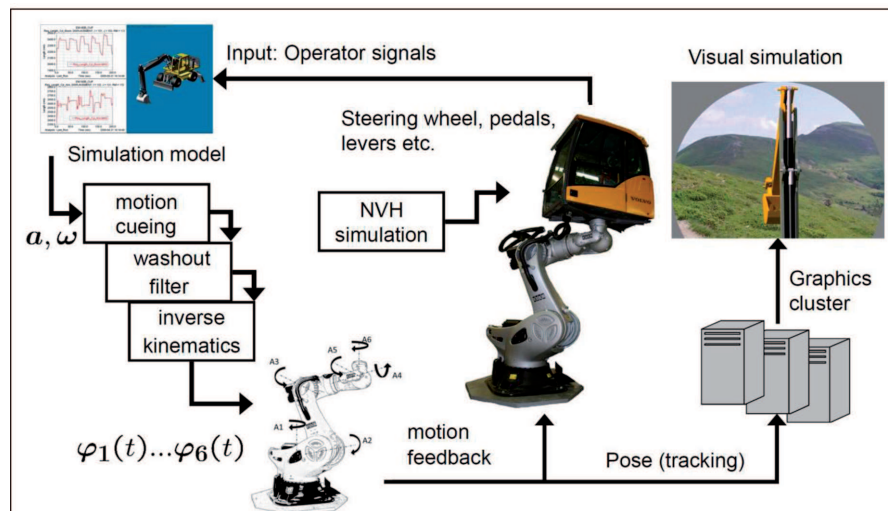 Input: Operator signals
Visual simulation
Steering wheel, pedals,
levers etc.
Simulation model
motion
cueing
a, ω
washout
filter
inverse
kinematics
NVH
simulation
Graphics
cluster
A6
A3
A5
A4
A1
A2
φ1(t)...φ6(t)
motion
feedback
Pose (tracking)